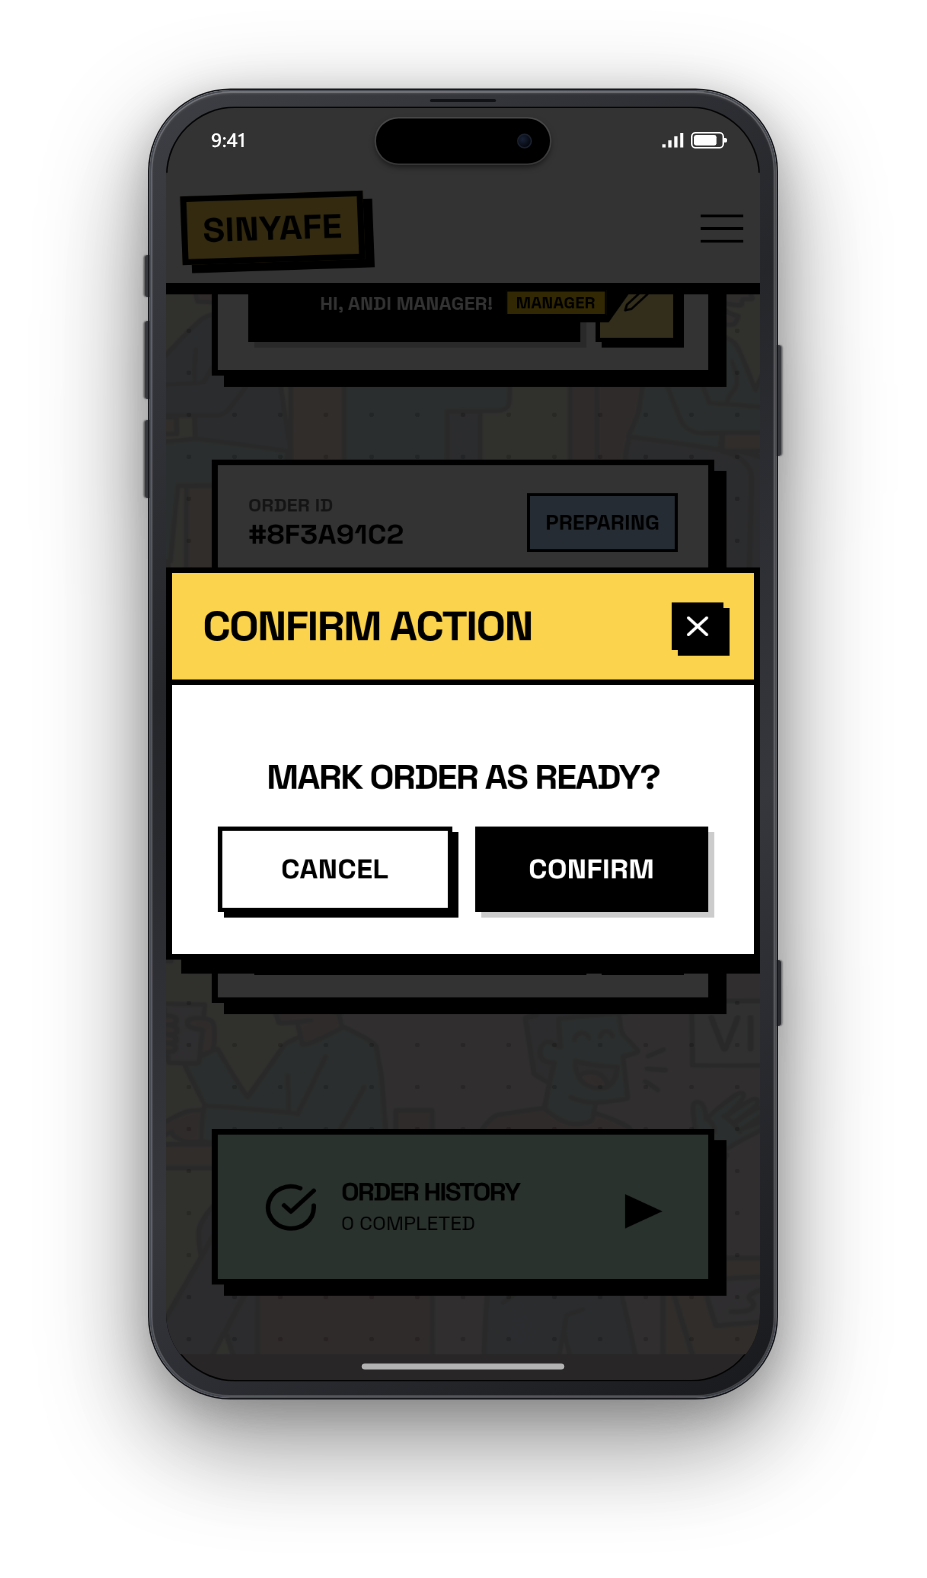 9:41
SINYAFE
HI, ANDI MANAGER! MANAGER
ORDER ID
#8F3A91C2
PREPARING
CONFIRM ACTION
MARK ORDER AS READY?
CANCEL
CONFIRM
VI
ORDER HISTORY
0 COMPLETED